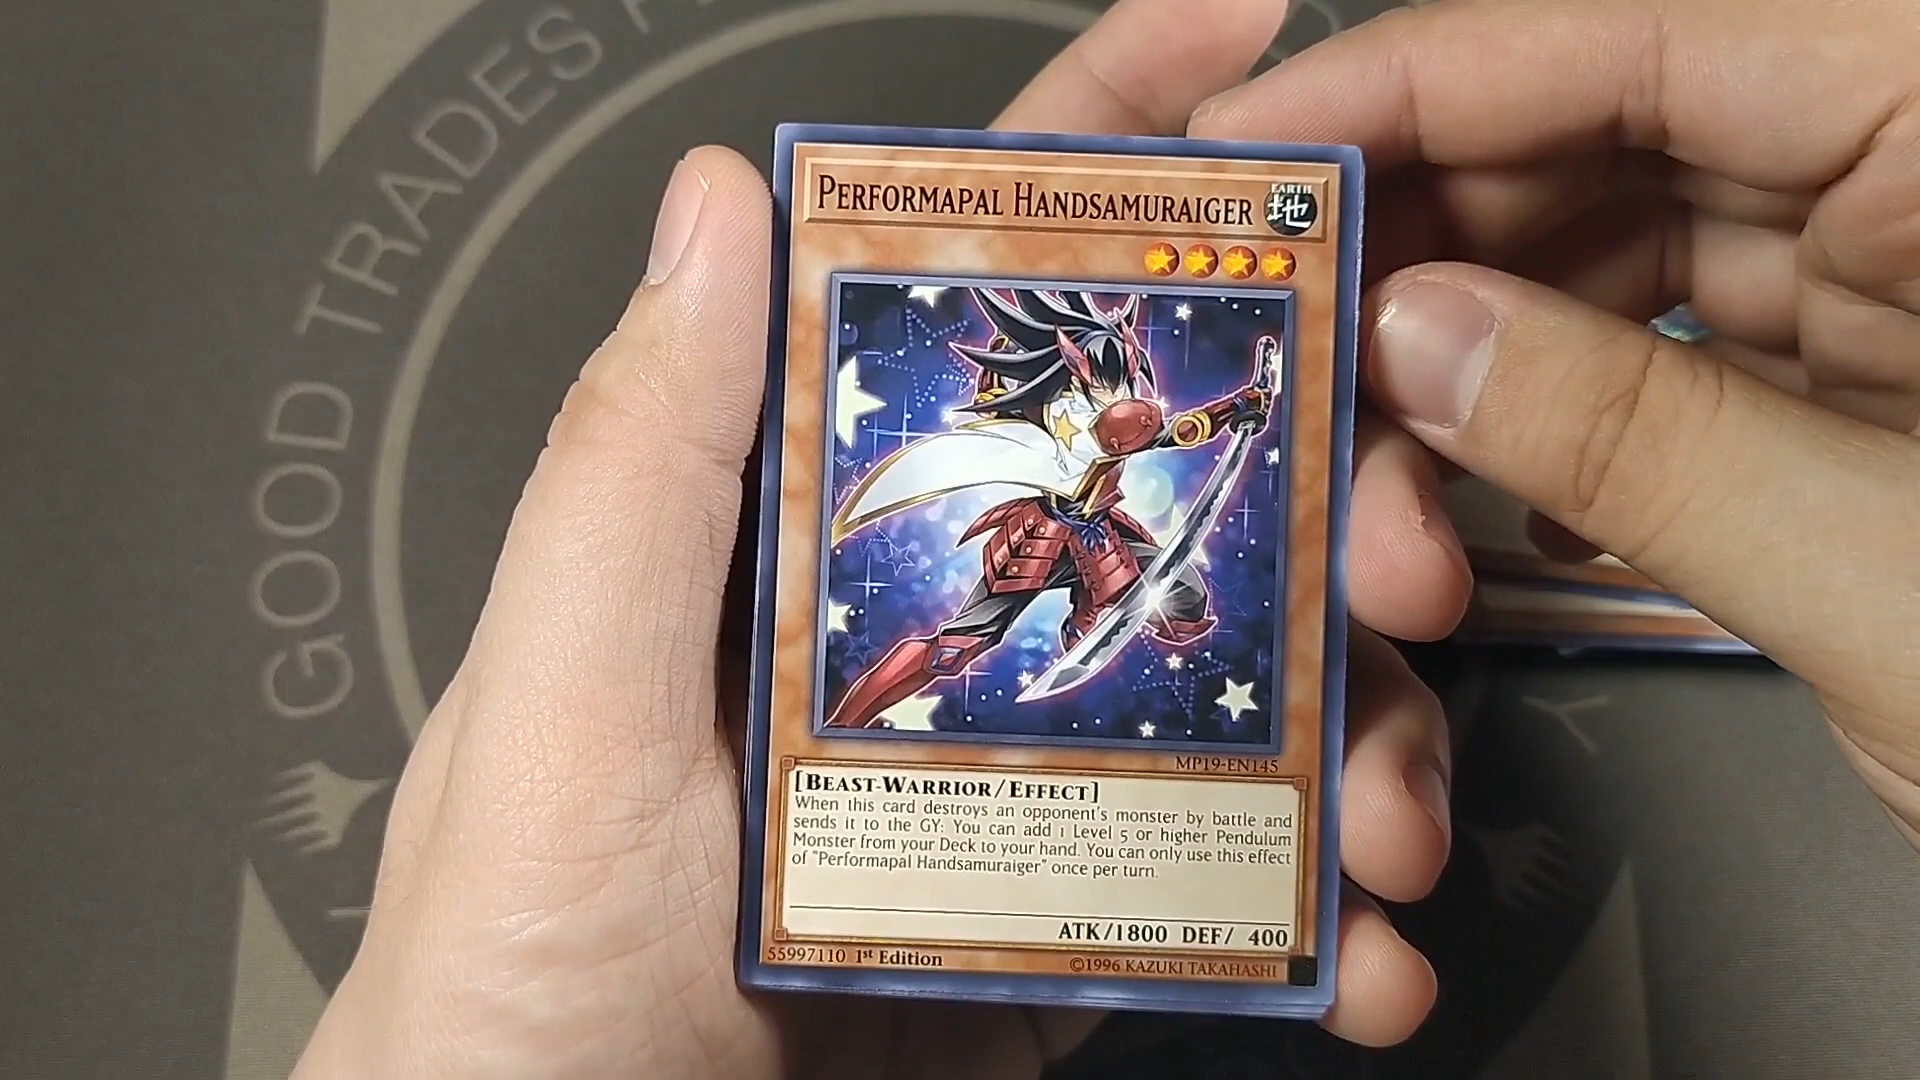 GOOD TRADES
PERFORMAPAL HANDSAMURAIGER
EARTH
地
MP19-EN145
[BEAST-WARRIOR/EFFECT]
When this card destroys an opponent's monster by battle and
sends it to the GY: You can add 1 Level 5 or higher Pendulum
Monster from your Deck to your hand. You can only use this effect
of "Performapal Handsamuraiger" once per turn.
ATK/1800 DEF/ 400
55997110 1st Edition
©1996 KAZUKI TAKAHASHI